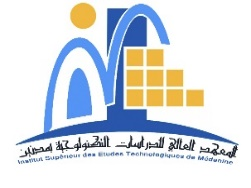 المعهد العالي للدراسات التكنولوجية بمدنين
Institut Supérieur des Etudes Technologiques de Médenine